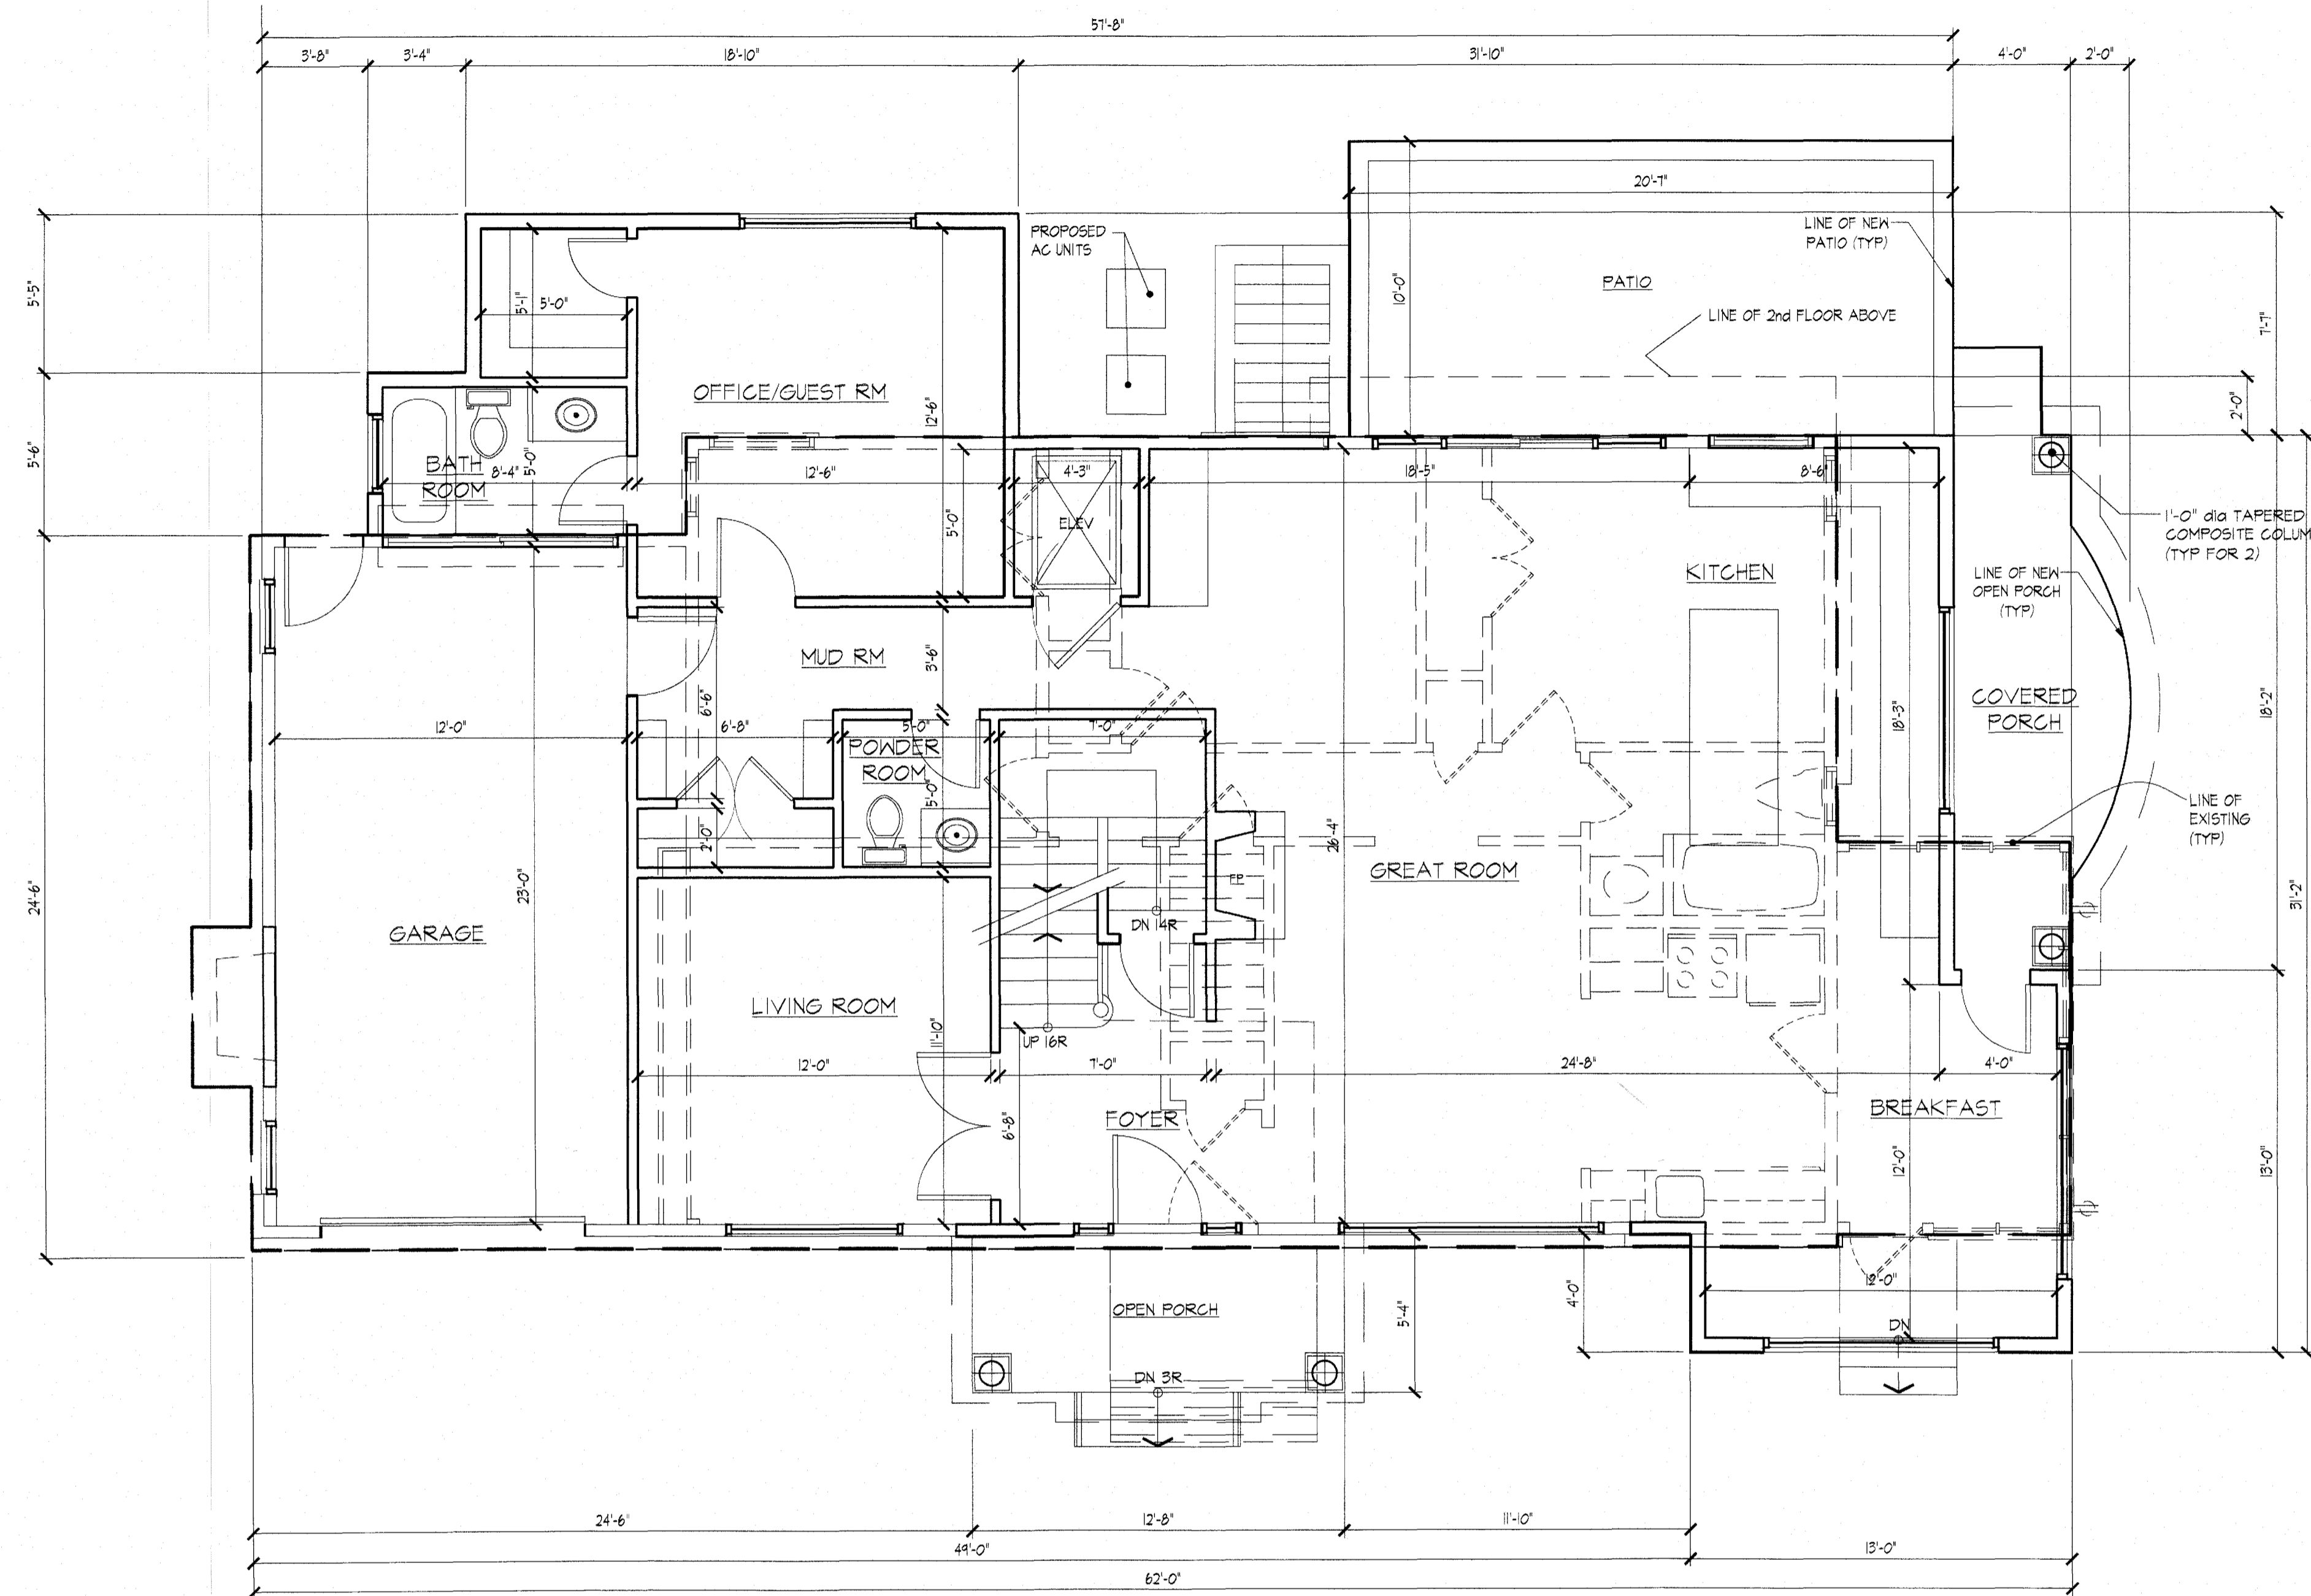 57'-8"
3'-8"
3'-4"
18'-10"
31'-10"
4'-0"
2'-0"
20'-7"
LINE OF NEW
PATIO (TYP)
PROPOSED
AC UNITS
PATIO
10'-0"
LINE OF 2nd FLOOR ABOVE
5'-5"
5'-1"
5'-0"
7'-7"
OFFICE/GUEST RM
12'-6"
2'-0"
5'-6"
BATH
ROOM
8'-4"
5'-0"
12'-6"
4'-3"
18'-5"
8'-6"
ELEV
5'-0"
1'-0" dia TAPERED
COMPOSITE COLUM
(TYP FOR 2)
KITCHEN
LINE OF NEW
OPEN PORCH
(TYP)
MUD RM
3'-6"
6'-6"
COVERED
PORCH
18'-3"
18'-2"
12'-0"
6'-8"
5'-0"
7'-0"
POWDER
ROOM
5'-0"
2'-0"
26'-4"
LINE OF
EXISTING
(TYP)
GREAT ROOM
FP
24'-6"
23'-0"
31'-2"
GARAGE
DN 14R
LIVING ROOM
11'-10"
UP 16R
12'-0"
7'-0"
24'-8"
4'-0"
6'-8"
FOYER
BREAKFAST
12'-0"
13'-0"
12'-0"
OPEN PORCH
5'-4"
4'-0"
DN
DN 3R
24'-6"
12'-8"
11'-10"
49'-0"
13'-0"
62'-0"